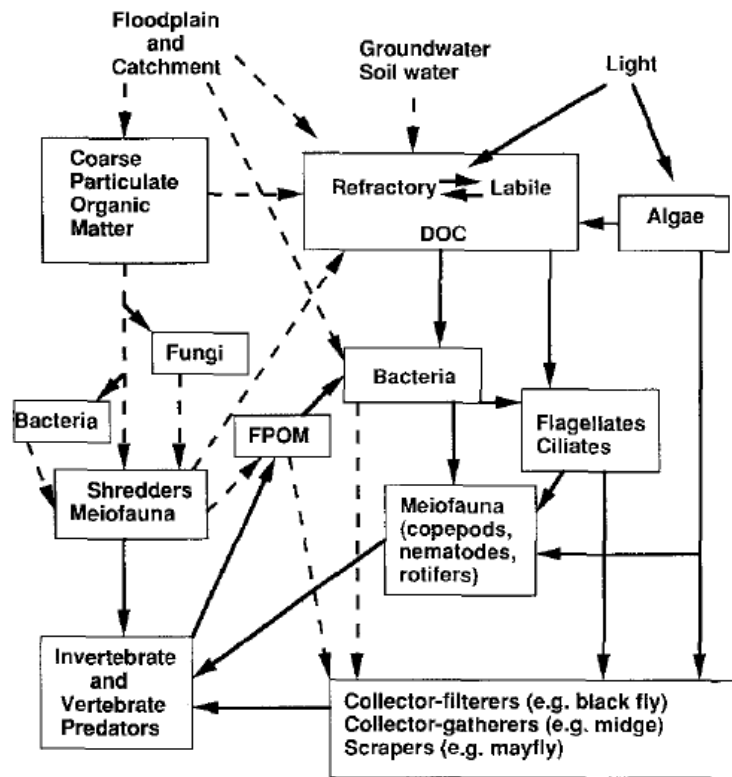 Floodplain
and
Catchment
Groundwater
Soil water
Light
Coarse
Particulate
Organic
Matter
Refractory
Labile
DOC
Algae
Fungi
Bacteria
Bacteria
FPOM
Flagellates
Ciliates
Shredders
Meiofauna
Meiofauna
(copepods,
nematodes,
rotifers)
Invertebrate
and
Vertebrate
Predators
Collector-filterers (e.g. black fly)
Collector-gatherers (e.g. midge)
Scrapers (e.g. mayfly)